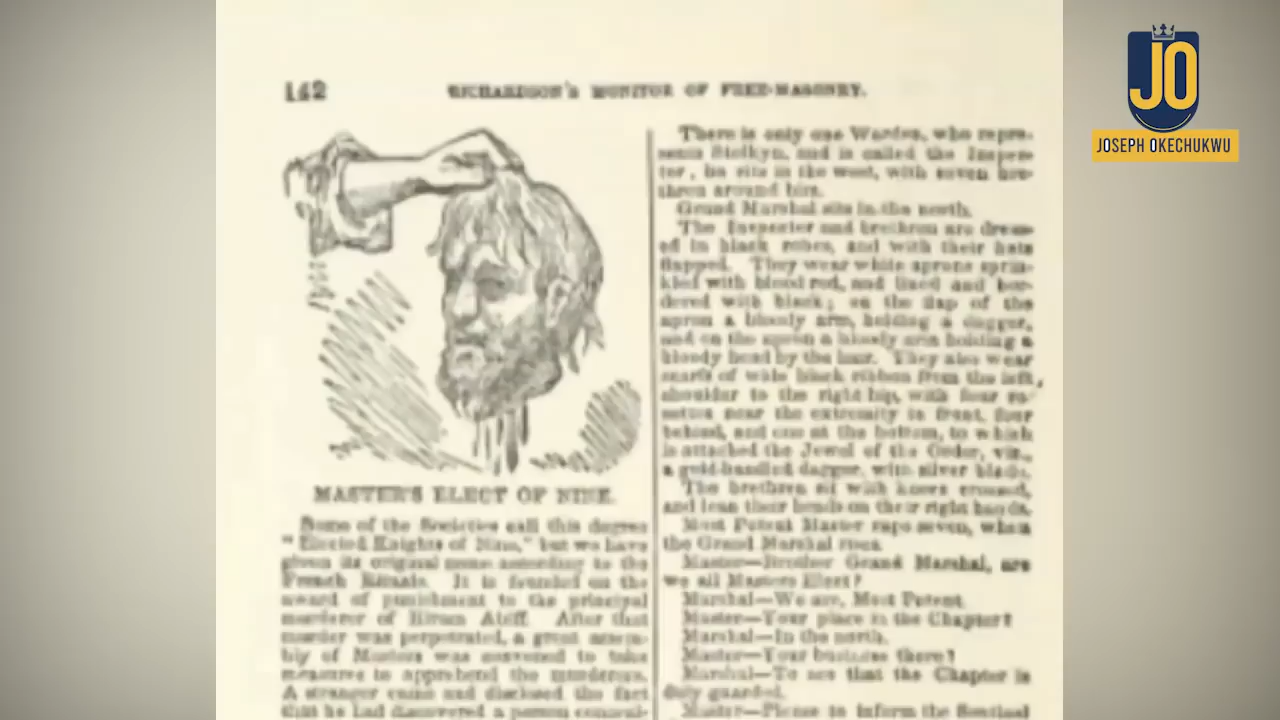 142
RICHARDSON'S MONITOR OF FREE-MASONRY.
MASTER'S ELECT OF NINE.
Some of the Societies call this degree
"Elected Knights of Nine," but we have
given its original name according to the
French Rituals. It is founded on the
award of punishment to the principal
murderer of Hiram Abiff. After that
murder was perpetrated, a great assem-
bly of Masters was convened to take
measures to apprehend the murderers.
A stranger came and disclosed the fact
that he had discovered a person conceal-
There is only one Warden, who repre-
sents Stolkyn, and is called the Inspec-
tor, he sits in the west, with seven bre-
thren around him.
Grand Marshal sits in the north.
The Inspector and brethren are dress-
ed in black robes, and with their hats
flapped. They wear white aprons sprin-
kled with blood red, and lined and bor-
dered with black; on the flap of the
apron a bloody arm, holding a dagger,
and on the apron a bloody arm holding a
bloody head by the hair. They also wear
scarfs of wide black ribbon from the left
shoulder to the right hip, with four ro-
settes near the extremity in front, four
behind, and one at the bottom, to which
is attached the Jewel of the Order, viz.,
a gold-handled dagger, with silver blade.
The brethren sit with knees crossed,
and lean their heads on their right hands.
Most Potent Master raps seven, when
the Grand Marshal rises.
Master—Brother Grand Marshal, are
we all Masters Elect?
Marshal—We are, Most Potent.
Master—Your place in the Chapter?
Marshal—In the north.
Master—Your business there?
Marshal—To see that the Chapter is
duly guarded.
Master—Please to inform the Sentinel
JO
JOSEPH OKECHUKWU